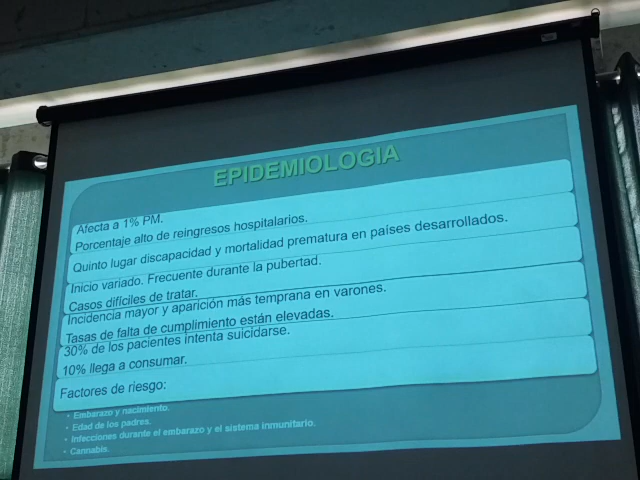 EPIDEMIOLOGIA
Afecta a 1% PM.
Porcentaje alto de reingresos hospitalarios.
Quinto lugar discapacidad y mortalidad prematura en países desarrollados.
Inicio variado. Frecuente durante la pubertad.
Casos difíciles de tratar.
Incidencia mayor y aparición más temprana en varones.
Tasas de falta de cumplimiento están elevadas.
30% de los pacientes intenta suicidarse.
10% llega a consumar.
Factores de riesgo:
• Embarazo y nacimiento.
• Edad de los padres.
• Infecciones durante el embarazo y el sistema inmunitario.
• Cannabis.